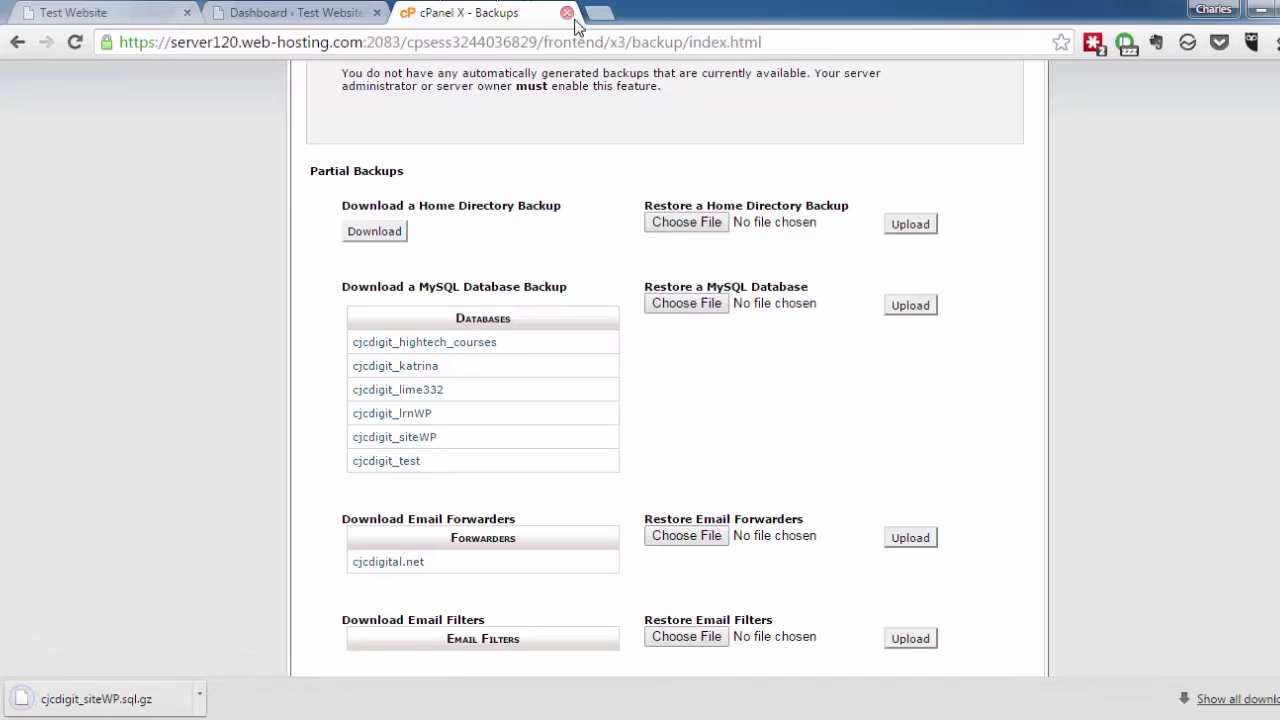 Test Website
Dashboard ‹ Test Website
cPanel X - Backups
Charles
https://server120.web-hosting.com:2083/cpsess3244036829/frontend/x3/backup/index.html
2
zzz
You do not have any automatically generated backups that are currently available. Your server
administrator or server owner must enable this feature.
Partial Backups
Download a Home Directory Backup
Restore a Home Directory Backup
Download
Choose File No file chosen
Upload
Download a MySQL Database Backup
Restore a MySQL Database
Choose File No file chosen
Upload
Databases
cjcdigit_hightech_courses
cjcdigit_katrina
cjcdigit_lime332
cjcdigit_lrnWP
cjcdigit_siteWP
cjcdigit_test
Download Email Forwarders
Restore Email Forwarders
Forwarders
Choose File No file chosen
Upload
cjcdigital.net
Download Email Filters
Restore Email Filters
Email Filters
Choose File No file chosen
Upload
cjcdigit_siteWP.sql.gz
Show all downlo